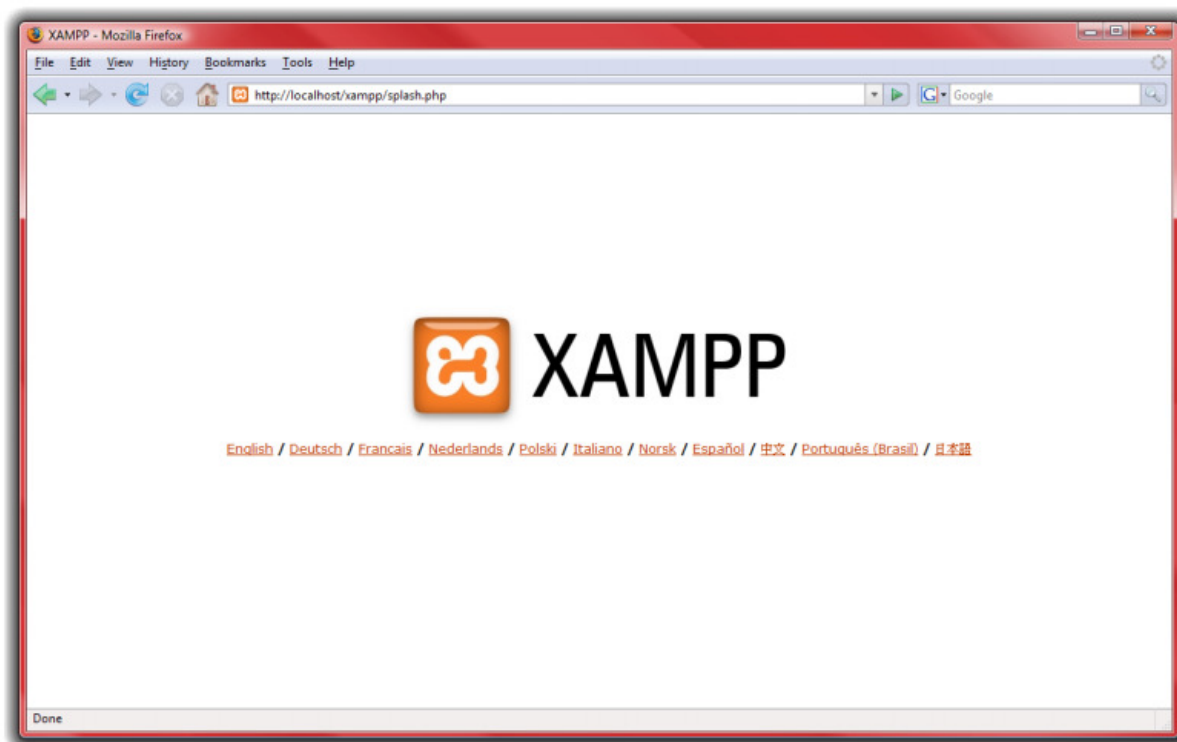 XAMPP - Mozilla Firefox
File Edit View History Bookmarks Tools Help
http://localhost/xampp/splash.php Google
XAMPP
English / Deutsch / Francais / Nederlands / Polski / Italiano / Norsk / Español / 中文 / Português (Brasil) / 日本語
Done